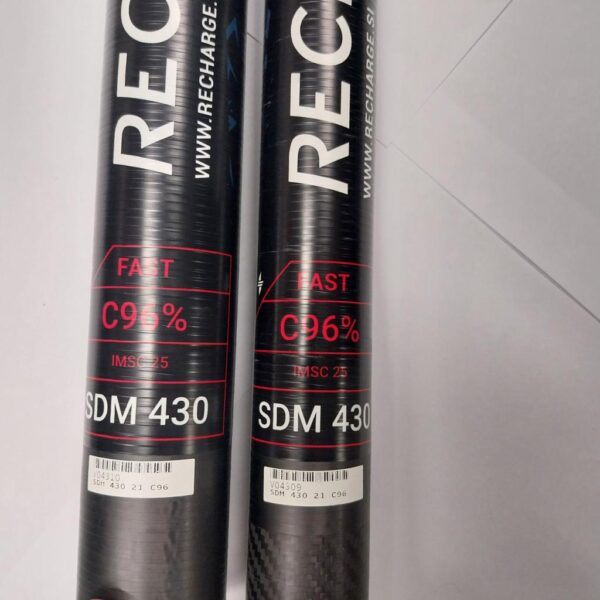 REC
WWW.RECHARGE.
FAST
C96%
IMSC 25
SDM 430
V04310
SDM 430 21 C96
REC
WWW.RECHARGE.SI
FAST
C96%
IMSC 25
SDM 430
V04309
SDM 430 21 C96